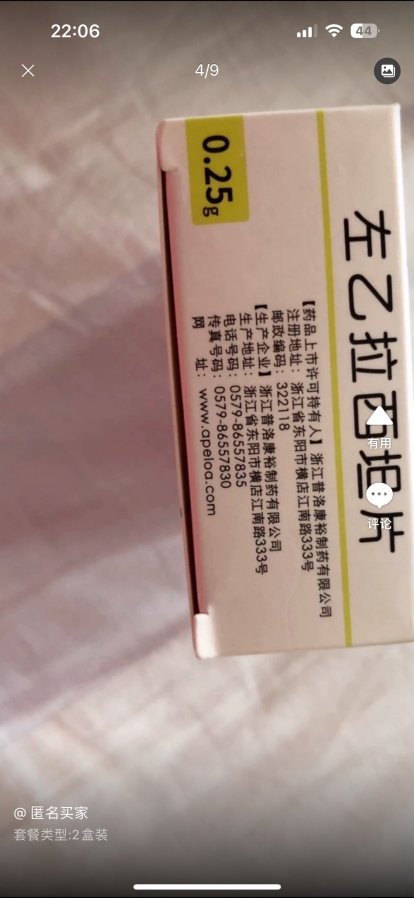 22:06
44
4/9
左乙拉西坦片
0.25g
【药品上市许可持有人】浙江普洛康裕制药有限公司
注册地址：浙江省东阳市横店江南路333号
邮政编码：322118
【生产企业】浙江普洛康裕制药有限公司
生产地址：浙江省东阳市横店江南路333号
电话号码：0579-86557835
传真号码：0579-86557830
网 址：www.apeloa.com
有用
评论
@ 匿名买家
套餐类型:2盒装